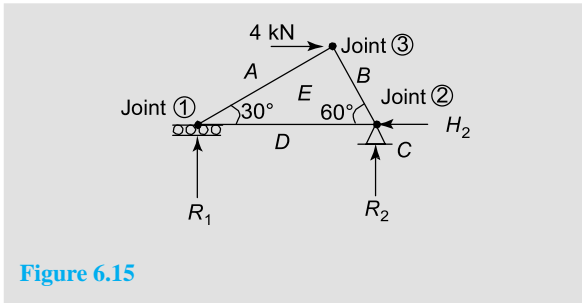 4 kN
Joint ③
A
B
E
Joint ①
Joint ②
30°
60°
H₂
D
C
R₁
R₂
Figure 6.15